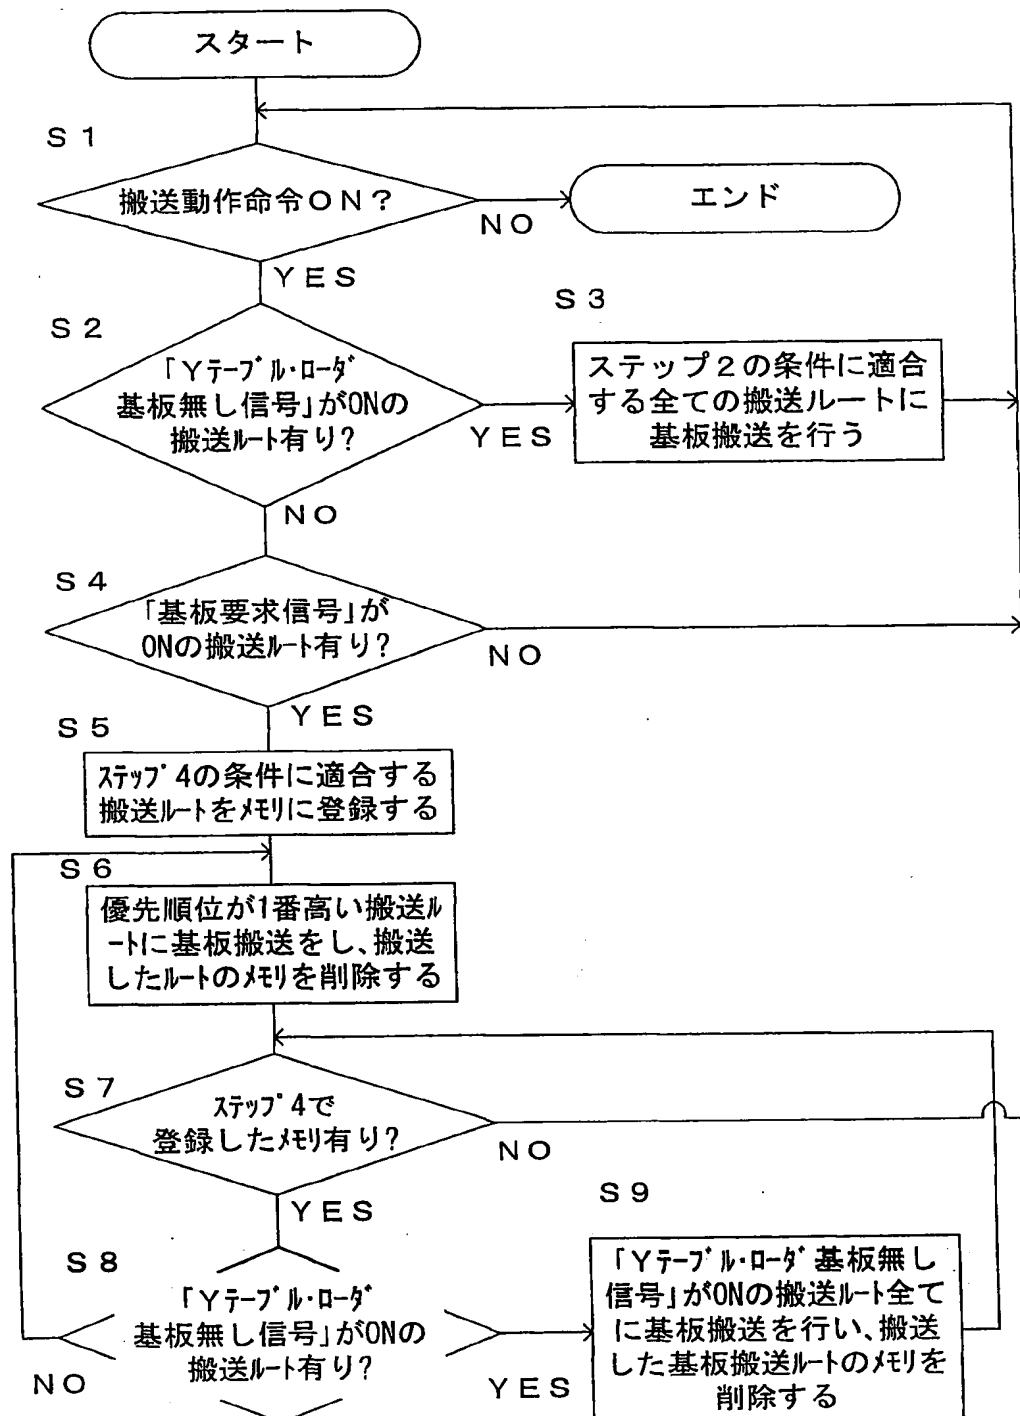 スタート
S1
搬送動作命令ON?
NO
エンド
YES
S2
「Yテーブル・ローダ
基板無し信号」がONの
搬送ルート有り?
YES
S3
ステップ2の条件に適合
する全ての搬送ルートに
基板搬送を行う
NO
S4
「基板要求信号」が
ONの搬送ルート有り?
NO
YES
S5
ステップ4の条件に適合する
搬送ルートをメモリに登録する
S6
優先順位が1番高い搬送ル
ートに基板搬送をし、搬送
したルートのメモリを削除する
S7
ステップ4で
登録したメモリ有り?
NO
YES
S8
「Yテーブル・ローダ
基板無し信号」がONの
搬送ルート有り?
NO
YES
S9
「Yテーブル・ローダ基板無し
信号」がONの搬送ルート全て
に基板搬送を行い、搬送
した基板搬送ルートのメモリを
削除する